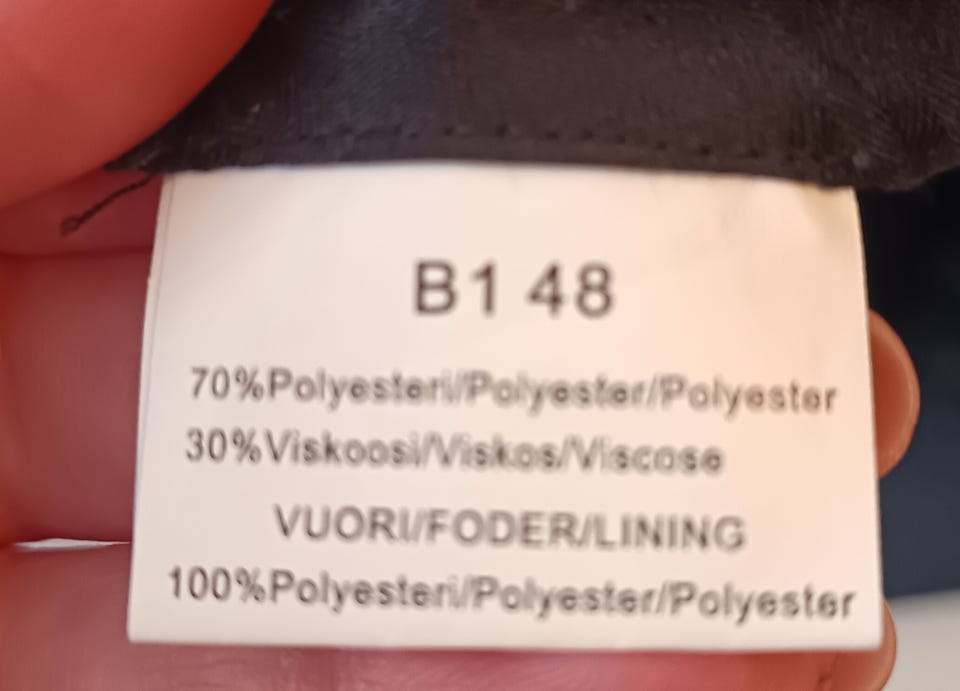 B1 48
70%Polyesteri/Polyester/Polyester
30%Viskoosi/Viskos/Viscose
VUORI/FODER/LINING
100%Polyesteri/Polyester/Polyester